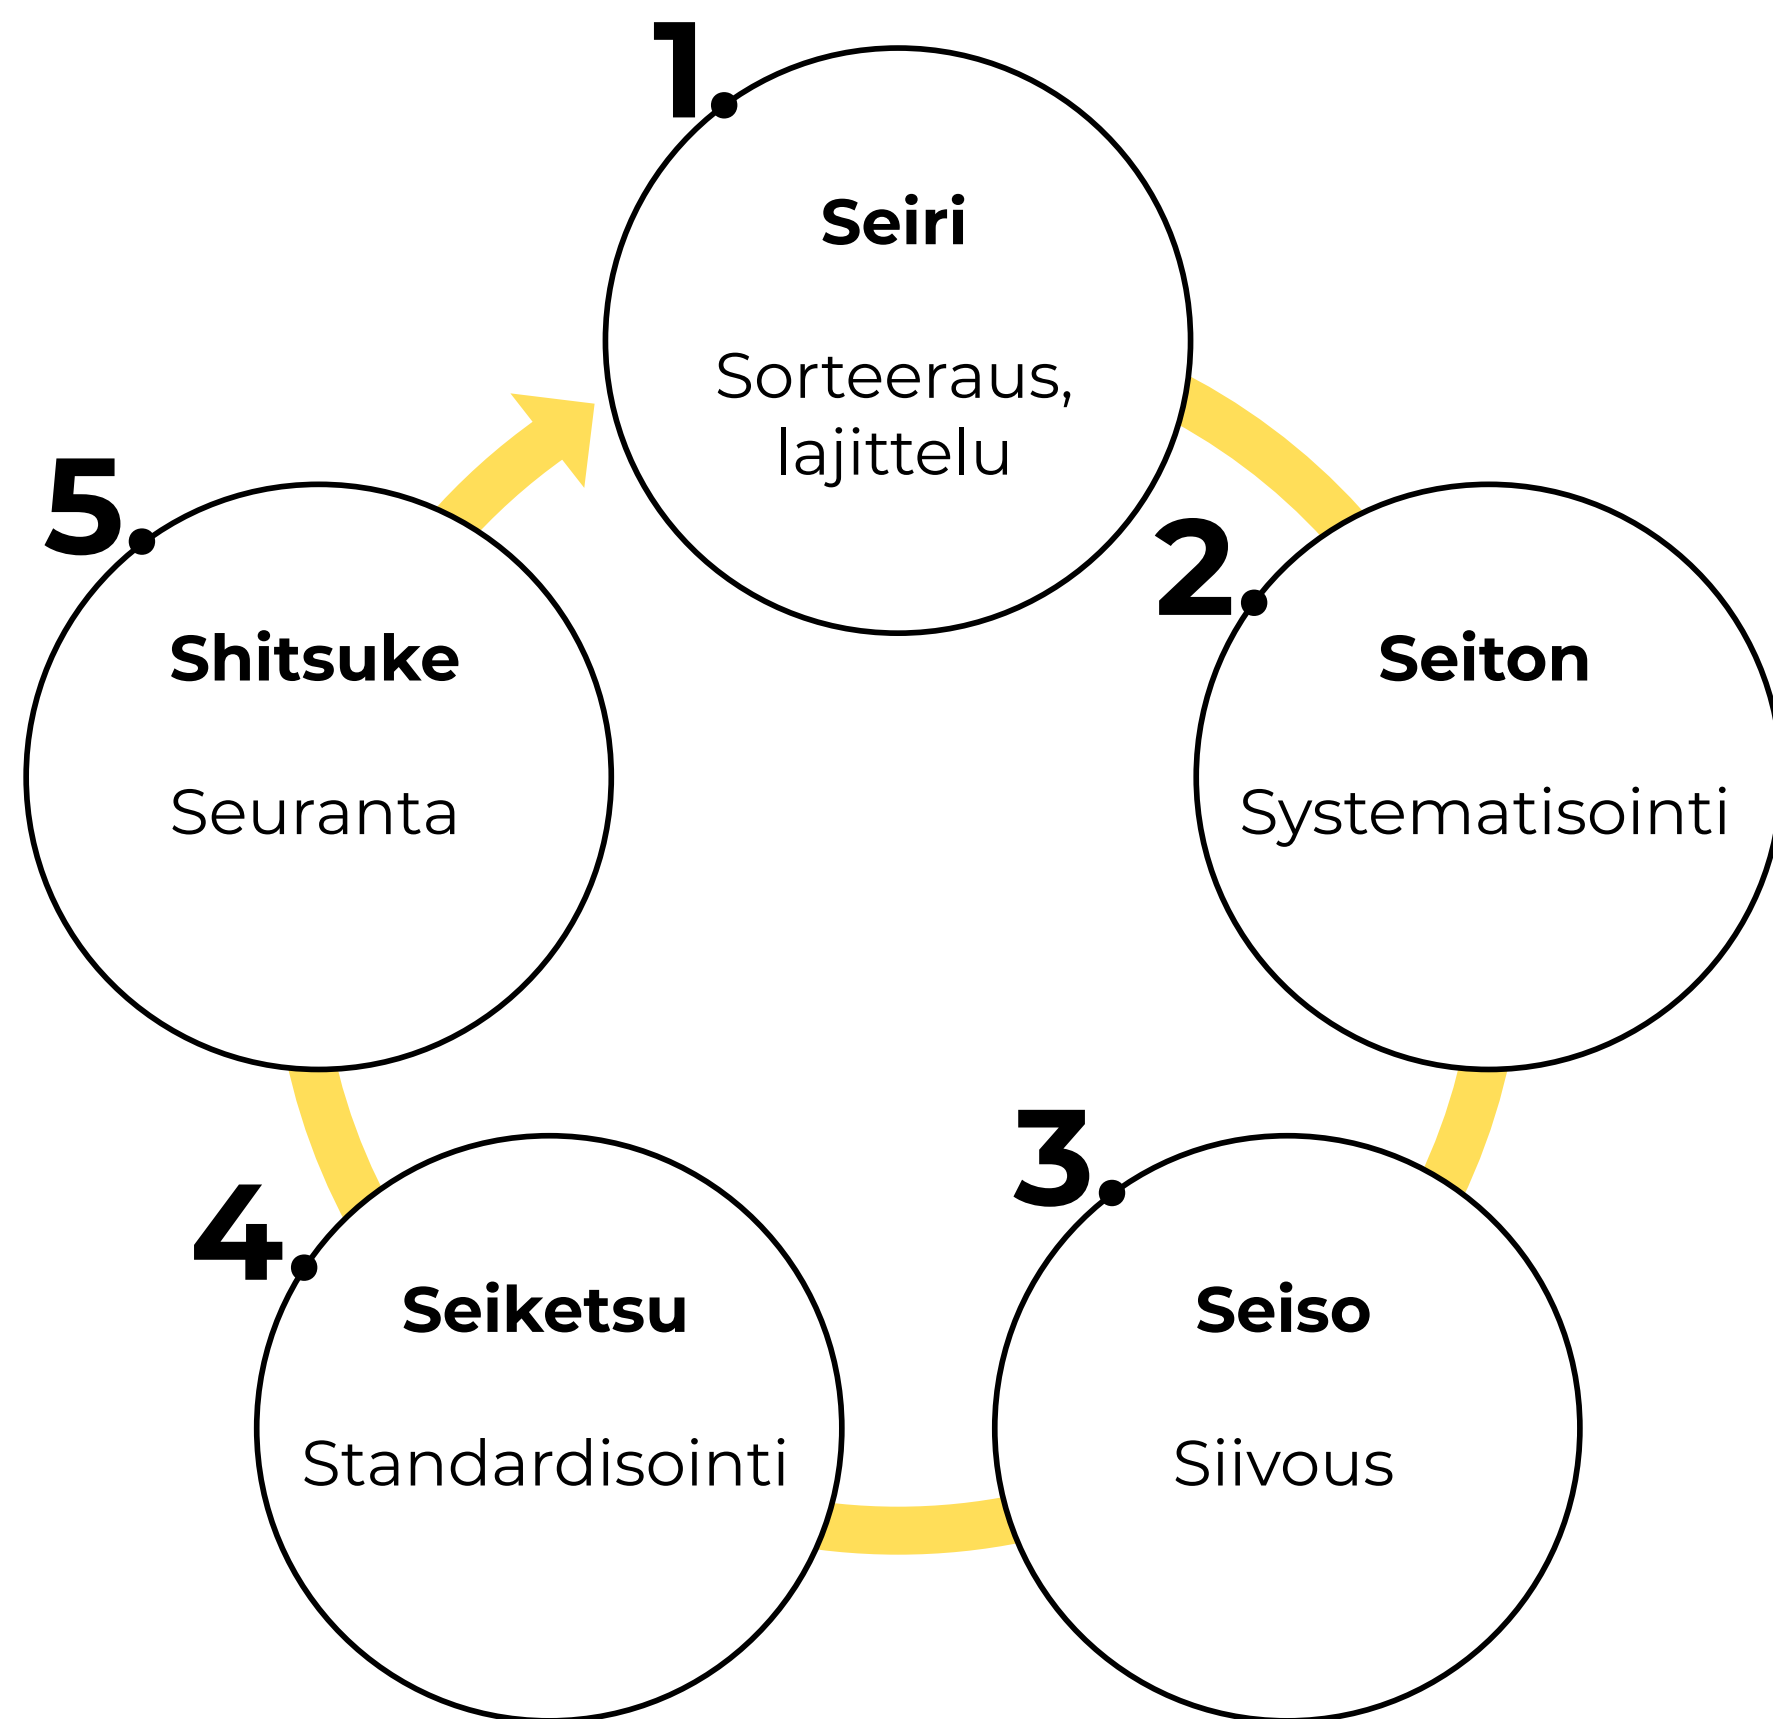 1
Seiri
Sorteeraus,
lajittelu
2
Seiton
Systematisointi
3
Seiso
Siivous
4
Seiketsu
Standardisointi
5
Shitsuke
Seuranta